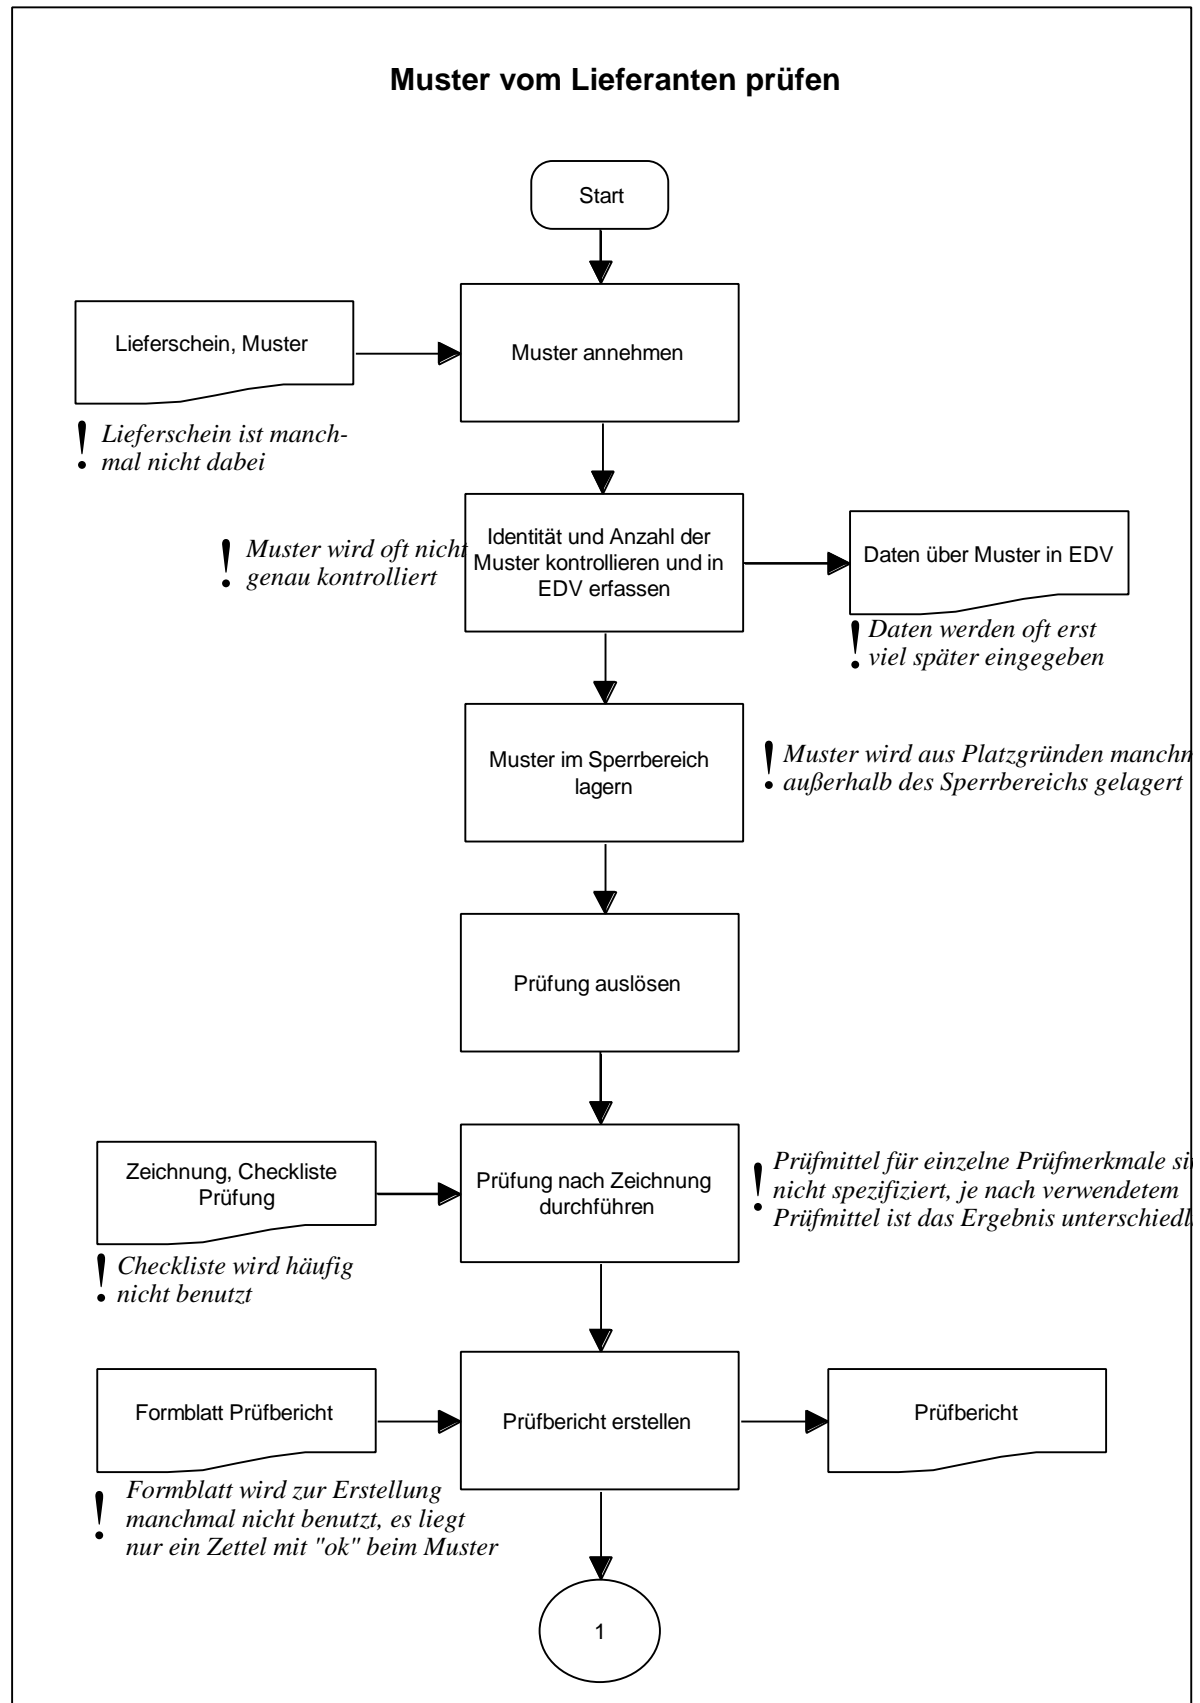 Muster vom Lieferanten prüfen
Start
Lieferschein, Muster
Muster annehmen
! Lieferschein ist manch-
mal nicht dabei
! Muster wird oft nicht
genau kontrolliert
Identität und Anzahl der
Muster kontrollieren und in
EDV erfassen
Daten über Muster in EDV
! Daten werden oft erst
viel später eingegeben
Muster im Sperrbereich
lagern
! Muster wird aus Platzgründen manchm
außerhalb des Sperrbereichs gelagert
Prüfung auslösen
Zeichnung, Checkliste
Prüfung
Prüfung nach Zeichnung
durchführen
! Prüfmittel für einzelne Prüfmerkmale si
nicht spezifiziert, je nach verwendetem
Prüfmittel ist das Ergebnis unterschiedl
! Checkliste wird häufig
nicht benutzt
Formblatt Prüfbericht
Prüfbericht erstellen
Prüfbericht
! Formblatt wird zur Erstellung
manchmal nicht benutzt, es liegt
nur ein Zettel mit "ok" beim Muster
1